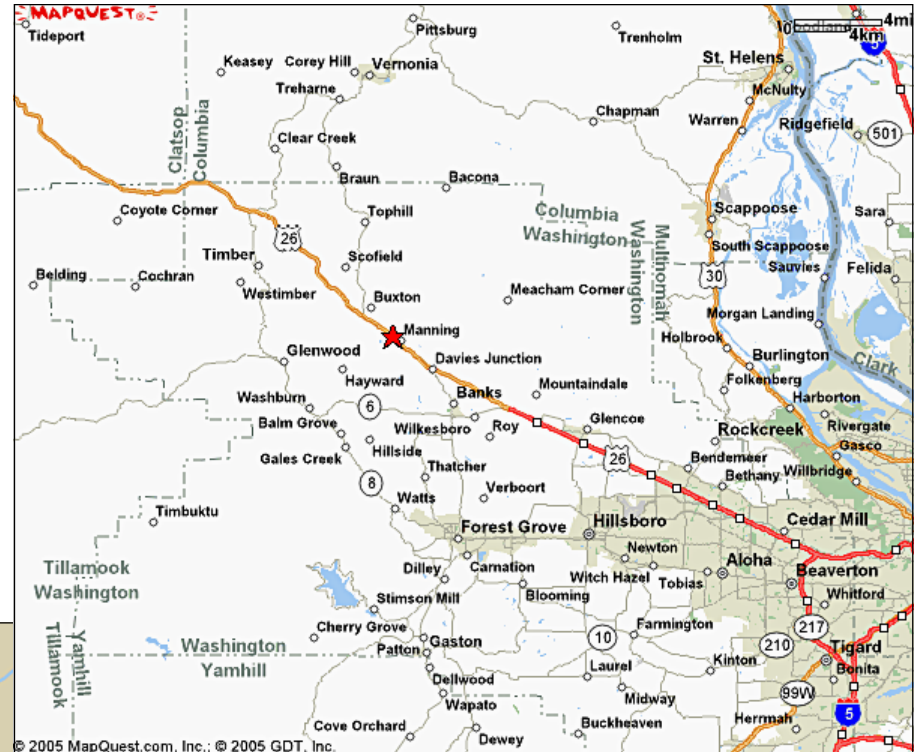 MAPQUEST
Tideport
Pittsburg
Trenholm
4mi
4km
5
Keasey
Corey Hill
Vernonia
St. Helens
Treharne
McNulty
Clatsop
Columbia
Chapman
Warren
Ridgefield
501
Clear Creek
Braun
Bacona
Coyote Corner
Tophill
Columbia
Washington
Scappoose
Sara
26
Washington
Multnomah
South Scappoose
Timber
Scofield
30
Sauvies
Felida
Belding
Cochran
Westimber
Buxton
Meacham Corner
Morgan Landing
Manning
Holbrook
Glenwood
Davies Junction
Burlington
Clark
Hayward
Mountaindale
Folkenberg
Washburn
6
Banks
Harborton
Balm Grove
Wilkesboro
Roy
Glencoe
Rockcreek
Rivergate
Gasco
Gales Creek
Hillside
26
Bendemeer
Thatcher
Bethany
Willbridge
8
Verboort
Watts
Timbuktu
Forest Grove
Hillsboro
Cedar Mill
Newton
Tillamook
Washington
Dilley
Carnation
Witch Hazel
Tobias
Aloha
Beaverton
Stimson Mill
Blooming
Whitford
Cherry Grove
10
Farmington
217
Washington
Yamhill
Patton
Gaston
210
Tigard
Tillamook
Yamhill
Laurel
Kinton
Bonita
Dellwood
Midway
99W
Wapato
5
Cove Orchard
Dewey
Buckheaven
Herrmah
© 2005 MapQuest.com, Inc.; © 2005 GDT, Inc.